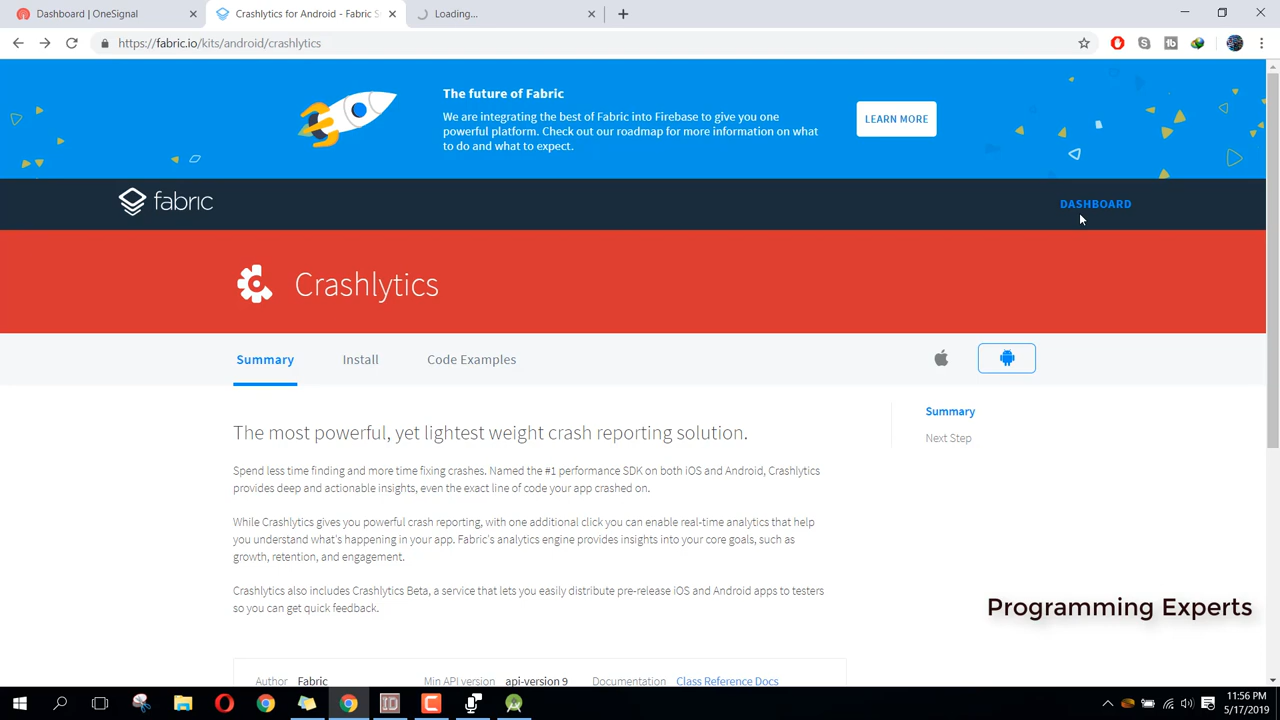 Dashboard | OneSignal
Crashlytics for Android - Fabric S
Loading...
https://fabric.io/kits/android/crashlytics
The future of Fabric
We are integrating the best of Fabric into Firebase to give you one
powerful platform. Check out our roadmap for more information on what
to do and what to expect.
LEARN MORE
fabric
DASHBOARD
Crashlytics
Summary
Install
Code Examples
Summary
Next Step
The most powerful, yet lightest weight crash reporting solution.
Spend less time finding and more time fixing crashes. Named the #1 performance SDK on both iOS and Android, Crashlytics
provides deep and actionable insights, even the exact line of code your app crashed on.
While Crashlytics gives you powerful crash reporting, with one additional click you can enable real-time analytics that help
you understand what's happening in your app. Fabric's analytics engine provides insights into your core goals, such as
growth, retention, and engagement.
Crashlytics also includes Crashlytics Beta, a service that lets you easily distribute pre-release iOS and Android apps to testers
so you can get quick feedback.
Programming Experts
Author Fabric Min API version api-version 9 Documentation Class Reference Docs
11:56 PM
5/17/2019